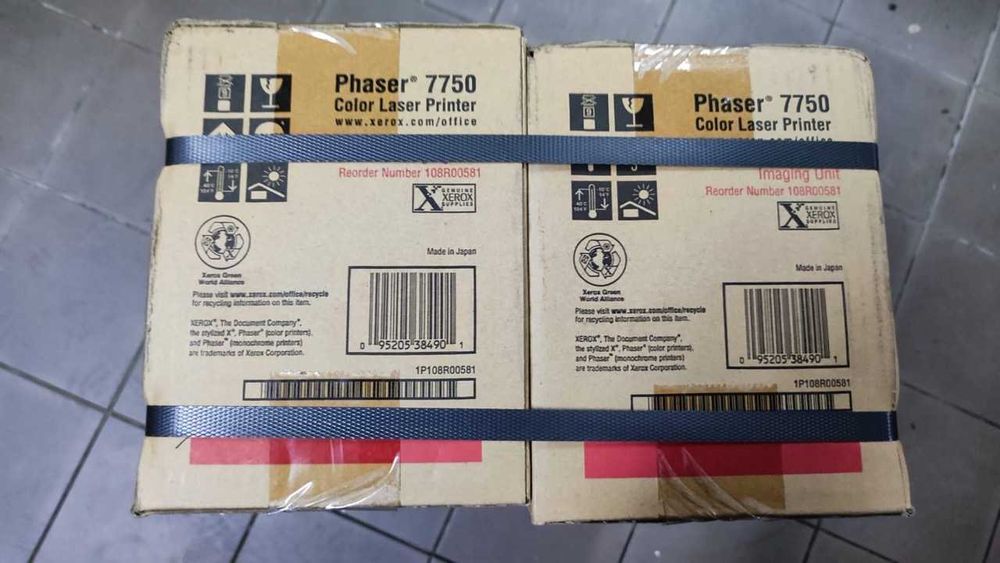 Phaser® 7750
Color Laser Printer
www.xerox.com/office
Reorder Number 108R00581
GENUINE
XEROX
SUPPLIES
Made in Japan
Xerox Green
World Alliance
Please visit www.xerox.com/office/recycle
for recycling information on this item.
XEROX®, The Document Company®,
the stylized X®, Phaser® (color printers),
and Phaser™ (monochrome printers)
are trademarks of Xerox Corporation.
0 95205 38490 1
1P108R00581
Phaser® 7750
Color Laser Printer
Imaging Unit
Reorder Number 108R00581
GENUINE
XEROX
SUPPLIES
Made in Japan
Xerox Green
World Alliance
Please visit www.xerox.com/office/recycle
for recycling information on this item.
XEROX®, The Document Company®,
the stylized X®, Phaser® (color printers),
and Phaser™ (monochrome printers)
are trademarks of Xerox Corporation.
0 95205 38490 1
1P108R00581